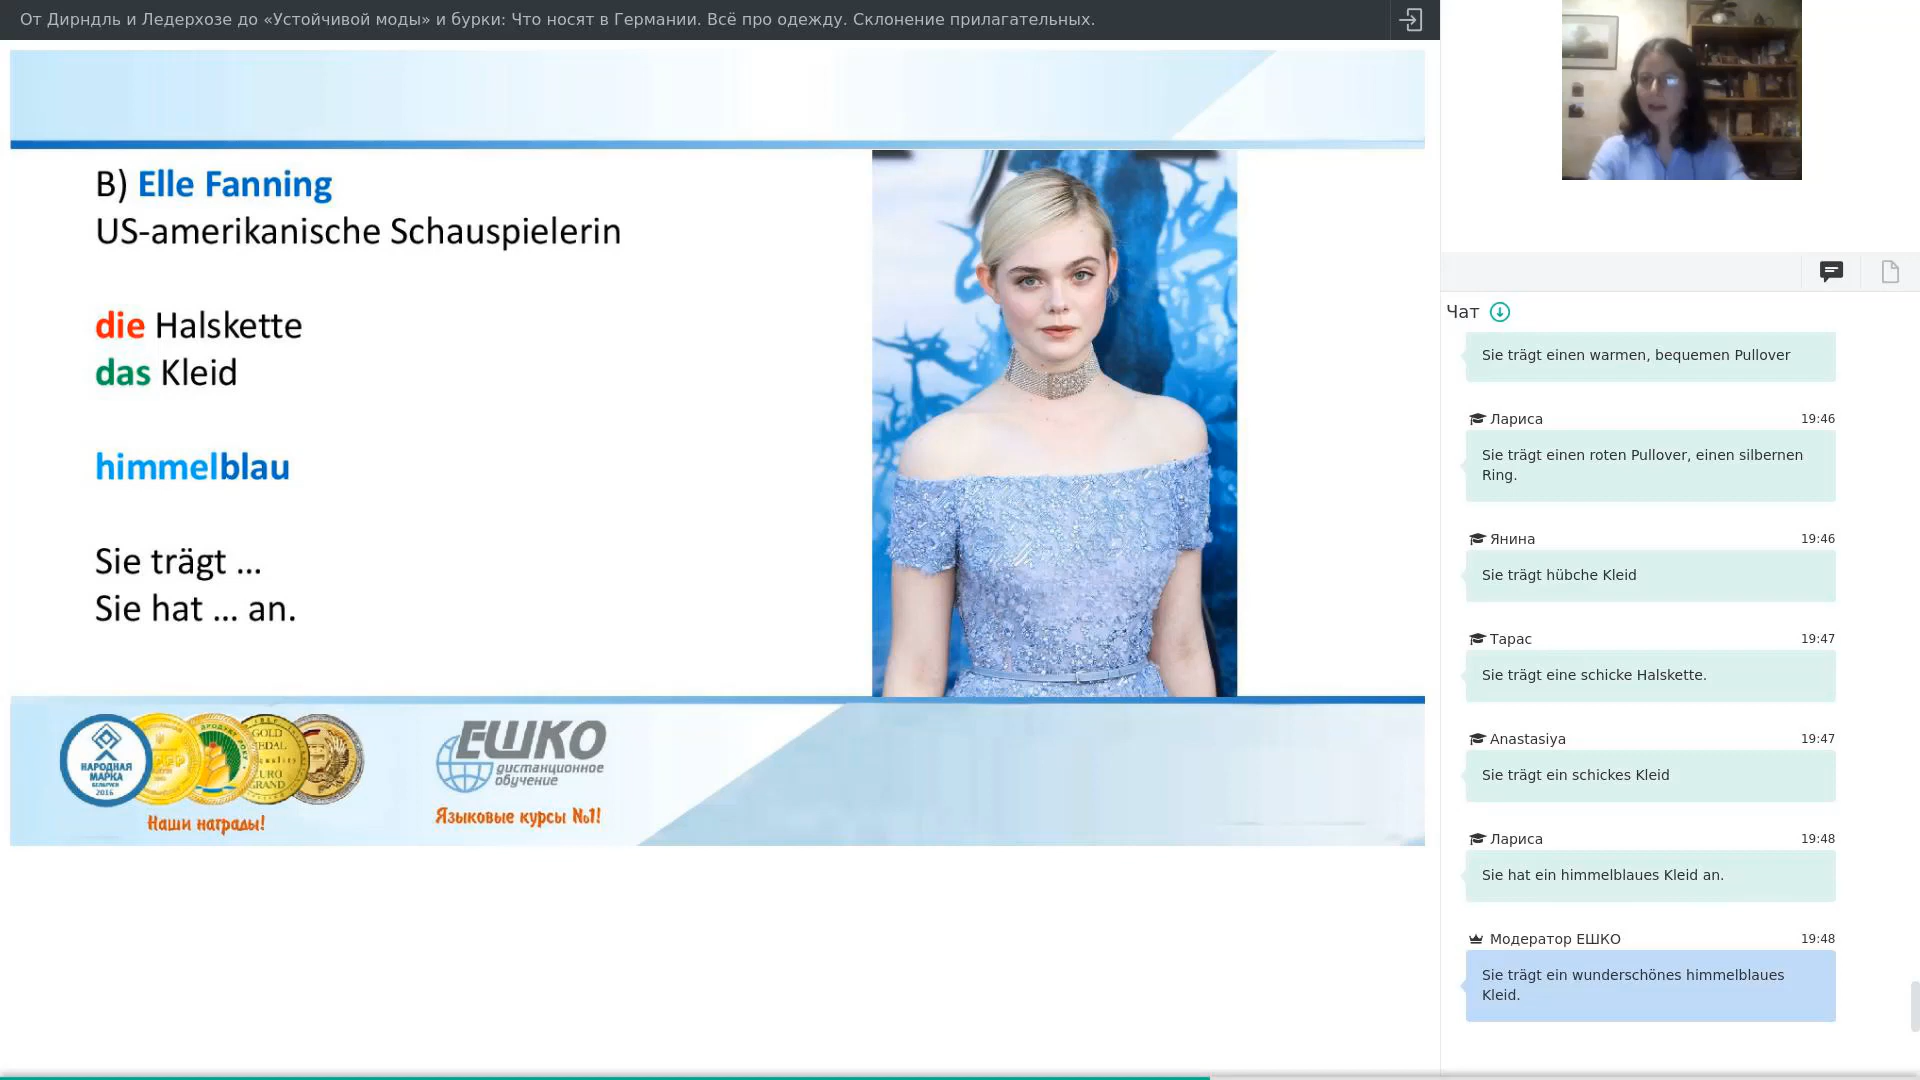 От Дирндль и Ледерхозе до «Устойчивой моды» и бурки: Что носят в Германии. Всё про одежду. Склонение прилагательных.
B) Elle Fanning
US-amerikanische Schauspielerin
die Halskette
das Kleid
himmelblau
Sie trägt ...
Sie hat ... an.
НАРОДНАЯ
МАРКА
БЕЛАРУСЬ
2016
GOLD
MEDAL
EURO
GRAND
Наши награды!
ЕШКО
дистанционное
обучение
Языковые курсы №1!
Чат
Sie trägt einen warmen, bequemen Pullover
Лариса 19:46
Sie trägt einen roten Pullover, einen silbernen
Ring.
Янина 19:46
Sie trägt hübche Kleid
Тарас 19:47
Sie trägt eine schicke Halskette.
Anastasiya 19:47
Sie trägt ein schickes Kleid
Лариса 19:48
Sie hat ein himmelblaues Kleid an.
Модератор ЕШКО 19:48
Sie trägt ein wunderschönes himmelblaues
Kleid.